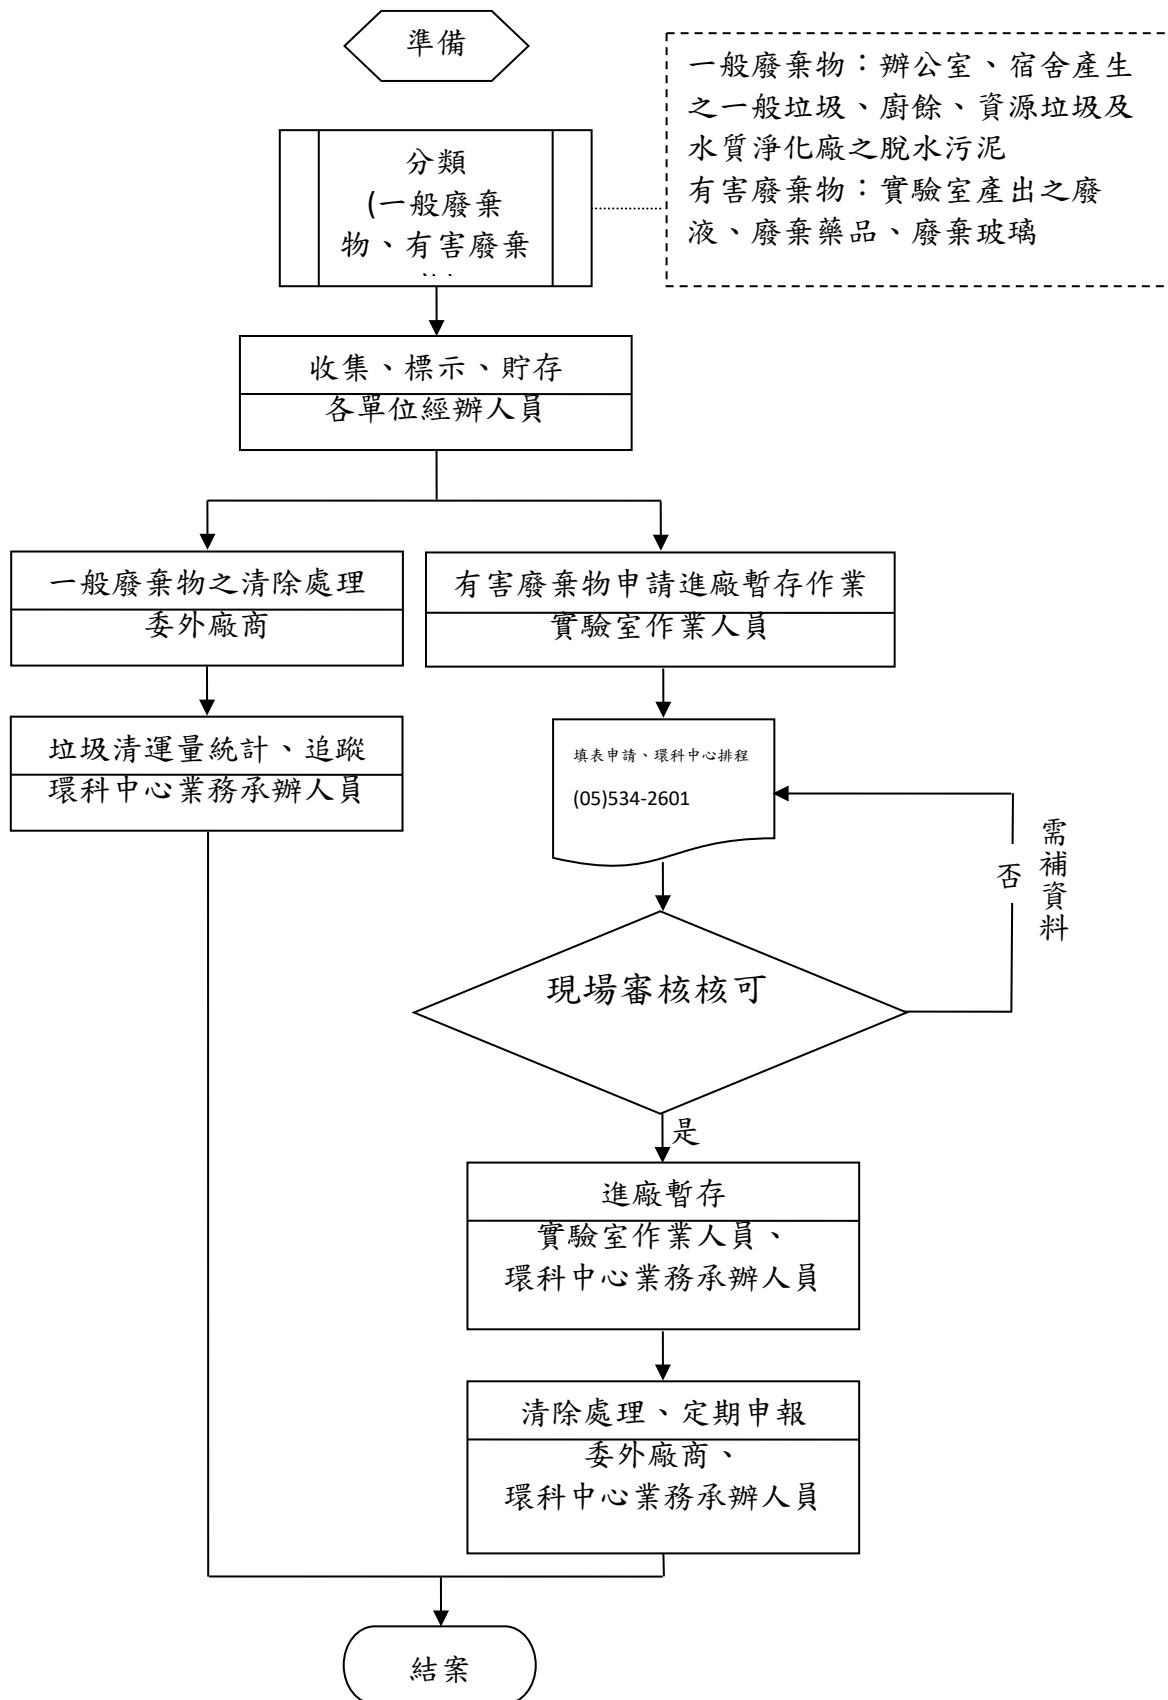 準備
一般廢棄物：辦公室、宿舍產生
之一般垃圾、廚餘、資源垃圾及
水質淨化廠之脫水污泥
有害廢棄物：實驗室產出之廢
液、廢棄藥品、廢棄玻璃
分類
(一般廢棄
物、有害廢棄
收集、標示、貯存
各單位經辦人員
一般廢棄物之清除處理
委外廠商
有害廢棄物申請進廠暫存作業
實驗室作業人員
垃圾清運量統計、追蹤
環科中心業務承辦人員
填表申請、環科中心排程
(05)534-2601
需補資料
否
現場審核核可
是
進廠暫存
實驗室作業人員、
環科中心業務承辦人員
清除處理、定期申報
委外廠商、
環科中心業務承辦人員
結案